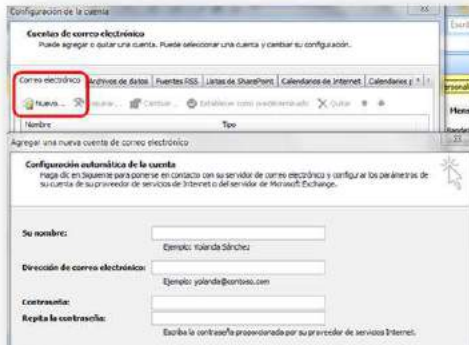 Configuración de la cuenta
Cuentas de correo electrónico
Puede agregar o quitar una cuenta. Puede seleccionar una cuenta y cambiar su configuración.
Correo electrónico Archivos de datos Fuentes RSS Listas de SharePoint Calendarios de Internet Calendarios p
Nuevo... Reparar... Cambiar... Establecer como predeterminado Quitar
Nombre Tipo
Agregar una nueva cuenta de correo electrónico
Configuración automática de la cuenta
Haga clic en Siguiente para ponerse en contacto con su servidor de correo electrónico y configurar los parámetros de
su cuenta de su proveedor de servicios de Internet o del servidor de Microsoft Exchange.
Su nombre:
Ejemplo: Yolanda Sánchez
Dirección de correo electrónico:
Ejemplo: yolanda@contoso.com
Contraseña:
Repita la contraseña:
Escriba la contraseña proporcionada por su proveedor de servicios Internet.